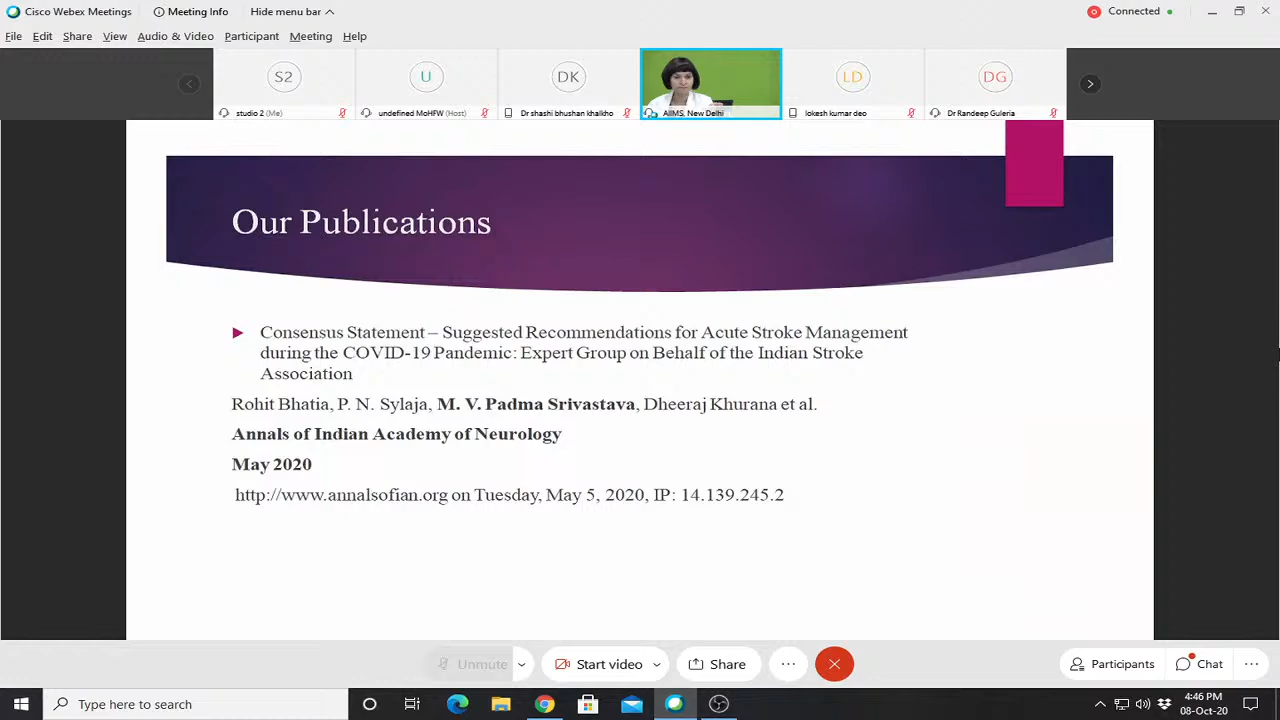 Cisco Webex Meetings
Meeting Info
Hide menu bar
Connected
File Edit Share View Audio & Video Participant Meeting Help
S2
U
DK
LD
DG
studio 2 (Me)
undefined MoHFW (Host)
Dr shashi bhushan khalkho
AIIMS, New Delhi
lokesh kumar deo
Dr Randeep Guleria
Our Publications
Consensus Statement – Suggested Recommendations for Acute Stroke Management
during the COVID-19 Pandemic: Expert Group on Behalf of the Indian Stroke
Association
Rohit Bhatia, P. N. Sylaja, M. V. Padma Srivastava, Dheeraj Khurana et al.
Annals of Indian Academy of Neurology
May 2020
http://www.annalsofian.org on Tuesday, May 5, 2020, IP: 14.139.245.2
Unmute
Start video
Share
Participants
Chat
Type here to search
4:46 PM
08-Oct-20